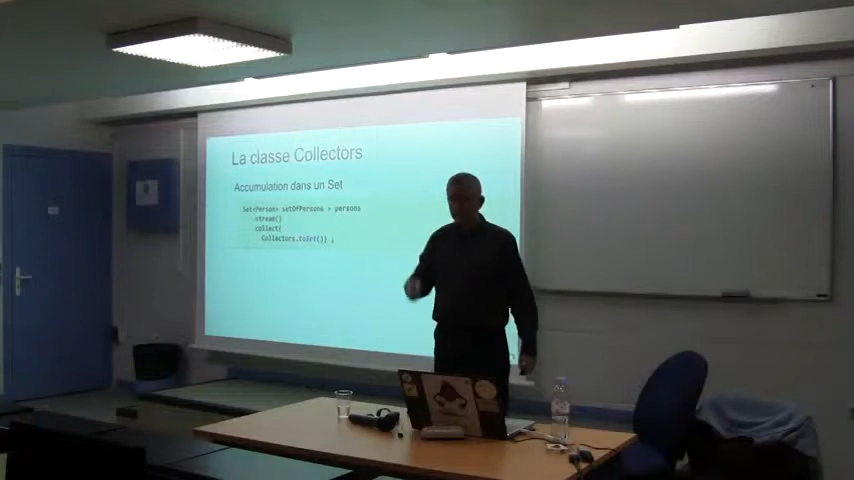 La classe Collectors
Accumulation dans un Set
Set<Person> setOfPersons = persons
.stream()
.collect(
Collectors.toSet()) ;